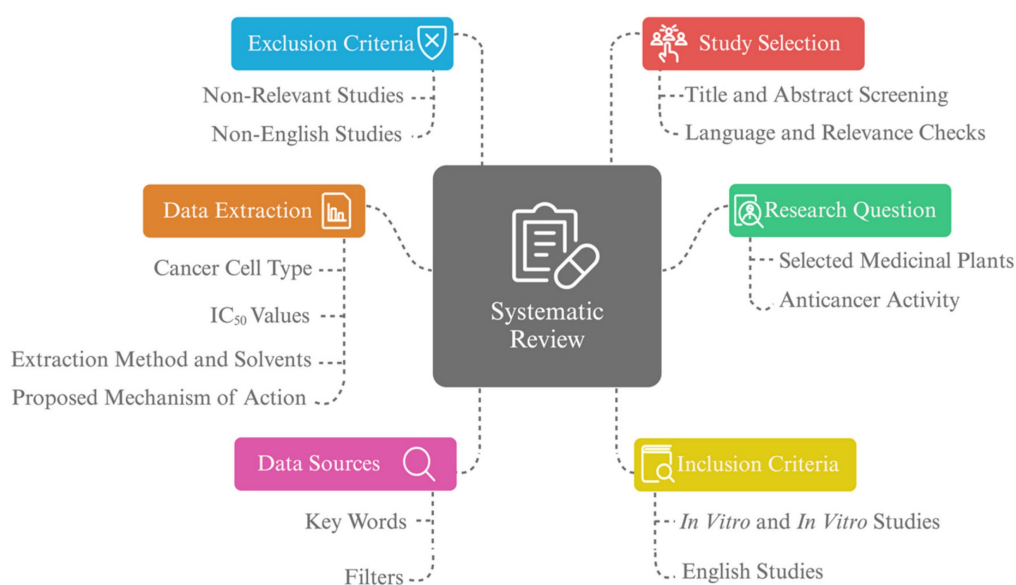 Exclusion Criteria
Non-Relevant Studies
Non-English Studies
Study Selection
Title and Abstract Screening
Language and Relevance Checks
Data Extraction
Cancer Cell Type
IC₅₀ Values
Extraction Method and Solvents
Proposed Mechanism of Action
Systematic
Review
Research Question
Selected Medicinal Plants
Anticancer Activity
Data Sources
Key Words
Filters
Inclusion Criteria
In Vitro and In Vitro Studies
English Studies